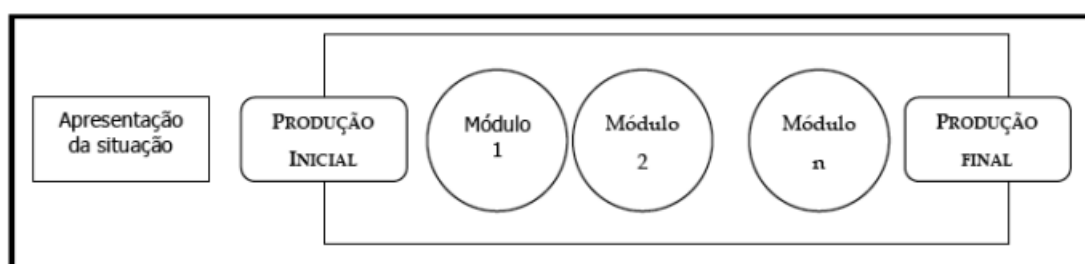 Apresentação
da situação
PRODUÇÃO
INICIAL
Módulo
1
Módulo
2
Módulo
n
PRODUÇÃO
FINAL